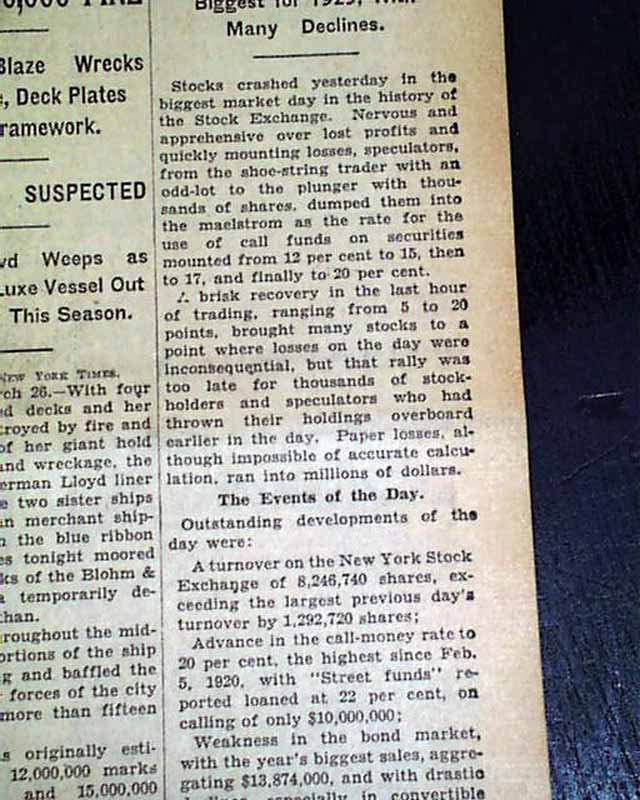 Blaze Wrecks
, Deck Plates
ramework.
SUSPECTED
Weeps as
Luxe Vessel Out
This Season.
NEW YORK TIMES.
26.—With four
decks and her
royed by fire and
of her giant hold
and wreckage, the
erman Lloyd liner
two sister ships
merchant ship-
the blue ribbon
tonight moored
ks of the Blohm &
temporarily de-
than.
roughout the mid-
ortions of the ship
and baffled the
forces of the city
more than fifteen
originally esti-
12,000,000 marks
and 15,000,000
Biggest for 1929, With
Many Declines.
Stocks crashed yesterday in the
biggest market day in the history of
the Stock Exchange. Nervous and
apprehensive over lost profits and
quickly mounting losses, speculators,
from the shoe-string trader with an
odd-lot to the plunger with thou-
sands of shares, dumped them into
the maelstrom as the rate for the
use of call funds on securities
mounted from 12 per cent to 15, then
to 17, and finally to 20 per cent.
A brisk recovery in the last hour
of trading, ranging from 5 to 20
points, brought many stocks to a
point where losses on the day were
inconsequential, but that rally was
too late for thousands of stock-
holders and speculators who had
thrown their holdings overboard
earlier in the day. Paper losses, al-
though impossible of accurate calcu-
lation, ran into millions of dollars.
The Events of the Day.
Outstanding developments of the
day were:
A turnover on the New York Stock
Exchange of 8,246,740 shares, ex-
ceeding the largest previous day's
turnover by 1,292,720 shares;
Advance in the call-money rate to
20 per cent, the highest since Feb.
5, 1920, with "Street funds" re-
ported loaned at 22 per cent, on
calling of only $10,000,000;
Weakness in the bond market,
with the year's biggest sales, aggre-
gating $13,874,000, and with drastic
especially in convertible